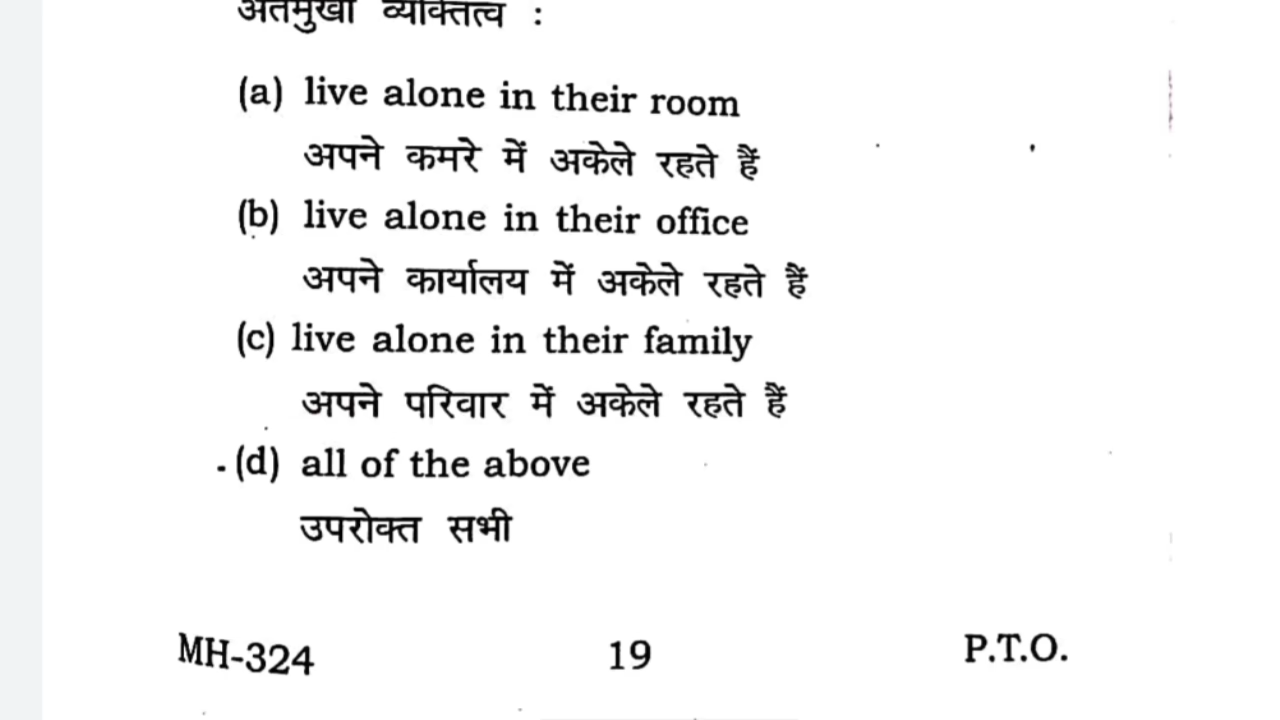 अंतर्मुखी व्यक्तित्व :
(a) live alone in their room
अपने कमरे में अकेले रहते हैं
(b) live alone in their office
अपने कार्यालय में अकेले रहते हैं
(c) live alone in their family
अपने परिवार में अकेले रहते हैं
(d) all of the above
उपरोक्त सभी
MH-324 19 P.T.O.